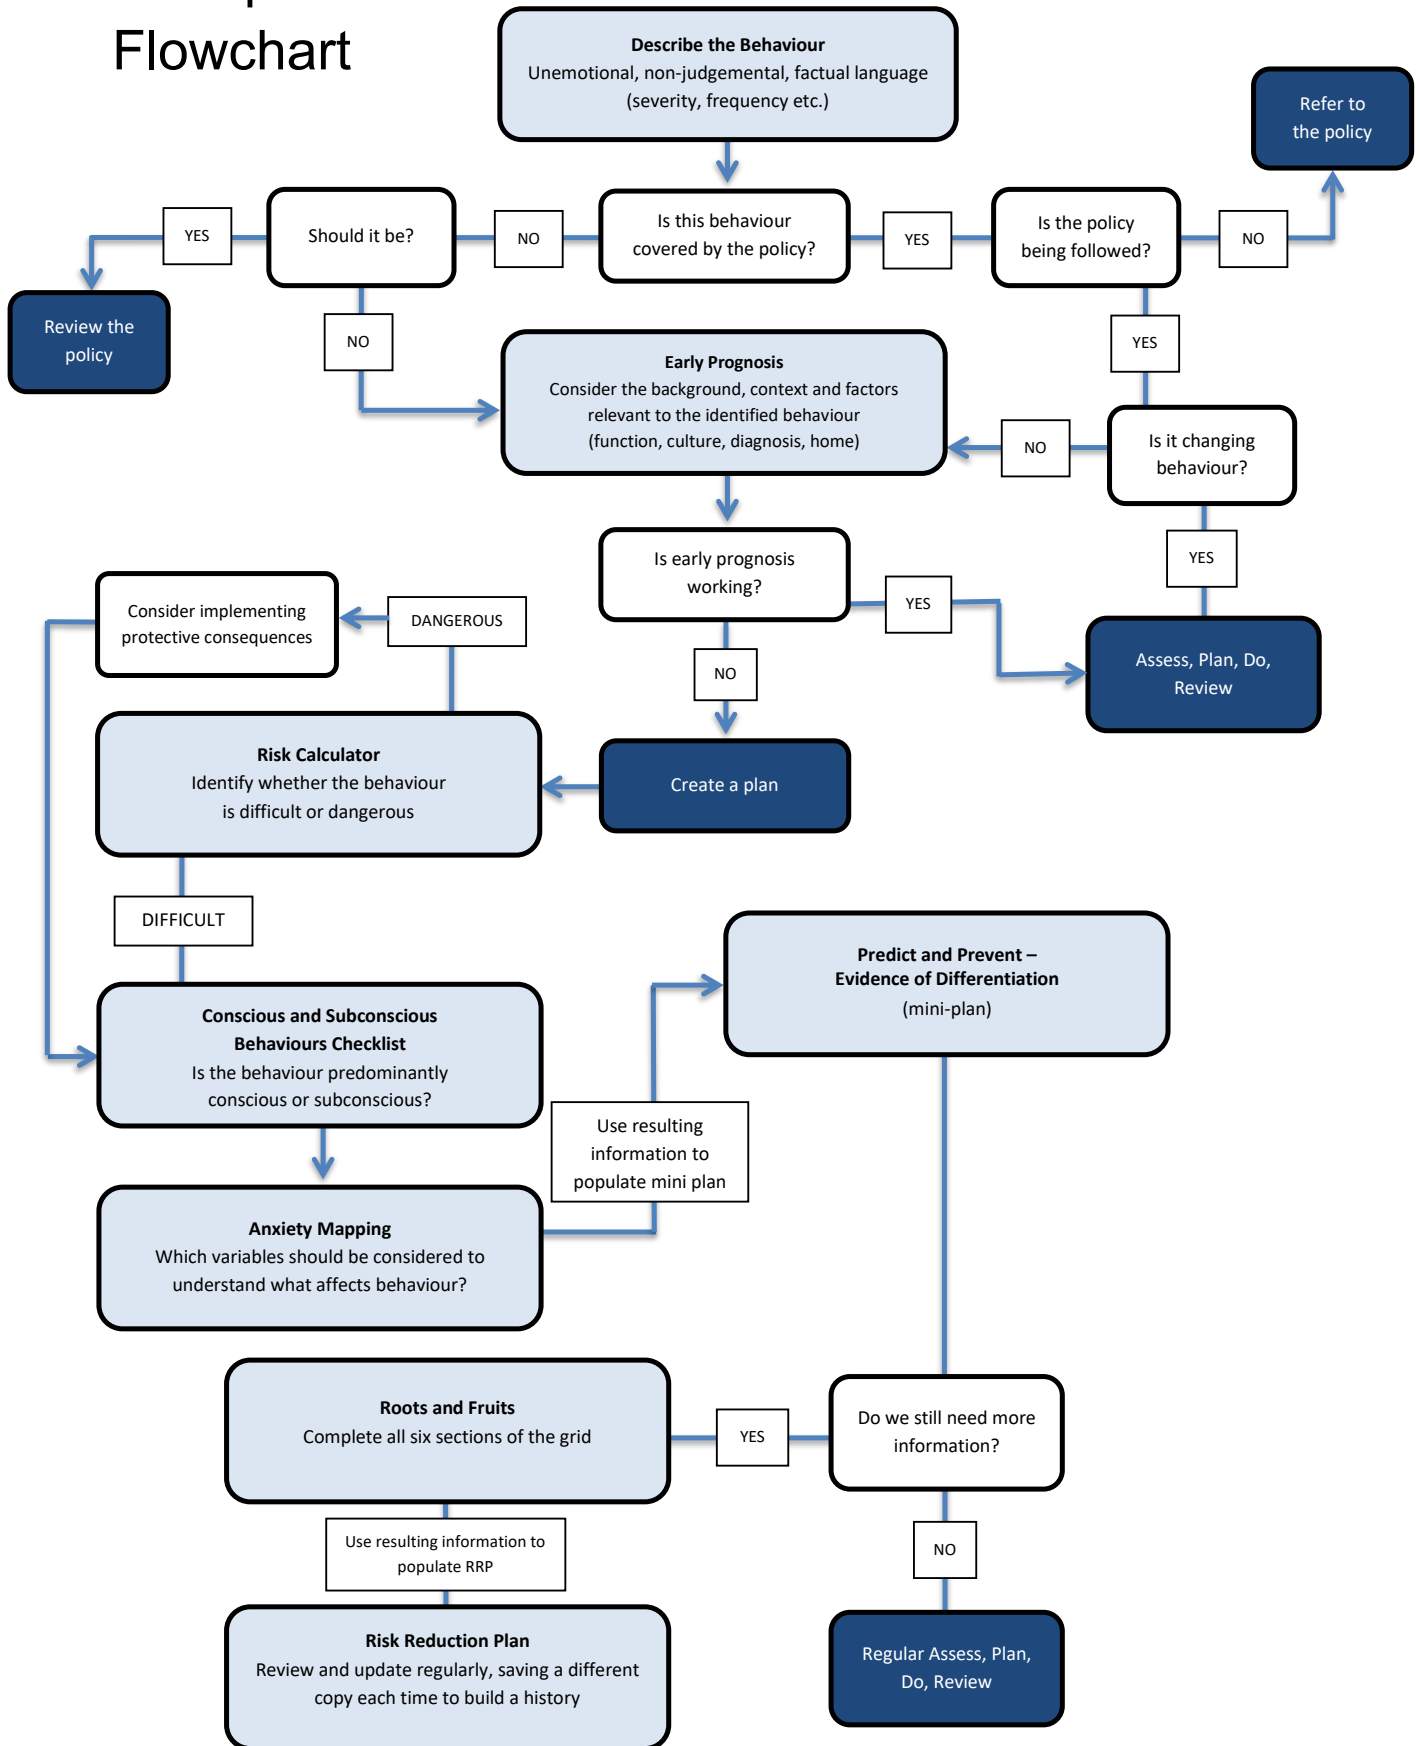 Flowchart
Describe the Behaviour
Unemotional, non-judgemental, factual language
(severity, frequency etc.)
Refer to
the policy
YES
Should it be?
NO
Is this behaviour
covered by the policy?
YES
Is the policy
being followed?
NO
Review the
policy
NO
YES
Early Prognosis
Consider the background, context and factors
relevant to the identified behaviour
(function, culture, diagnosis, home)
NO
Is it changing
behaviour?
YES
Is early prognosis
working?
YES
Consider implementing
protective consequences
DANGEROUS
NO
Assess, Plan, Do,
Review
Risk Calculator
Identify whether the behaviour
is difficult or dangerous
Create a plan
DIFFICULT
Predict and Prevent –
Evidence of Differentiation
(mini-plan)
Conscious and Subconscious
Behaviours Checklist
Is the behaviour predominantly
conscious or subconscious?
Use resulting
information to
populate mini plan
Anxiety Mapping
Which variables should be considered to
understand what affects behaviour?
Roots and Fruits
Complete all six sections of the grid
YES
Do we still need more
information?
Use resulting information to
populate RRP
NO
Risk Reduction Plan
Review and update regularly, saving a different
copy each time to build a history
Regular Assess, Plan,
Do, Review